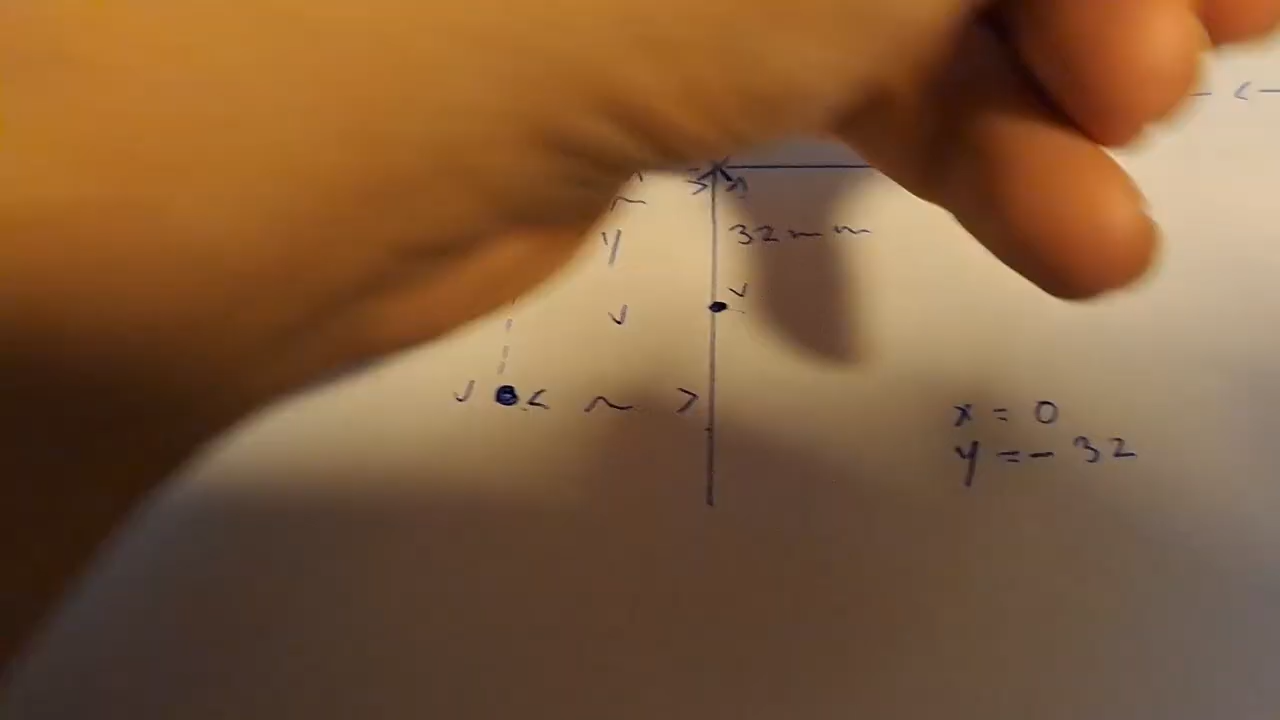 32mm
y
x = 0
y = - 32